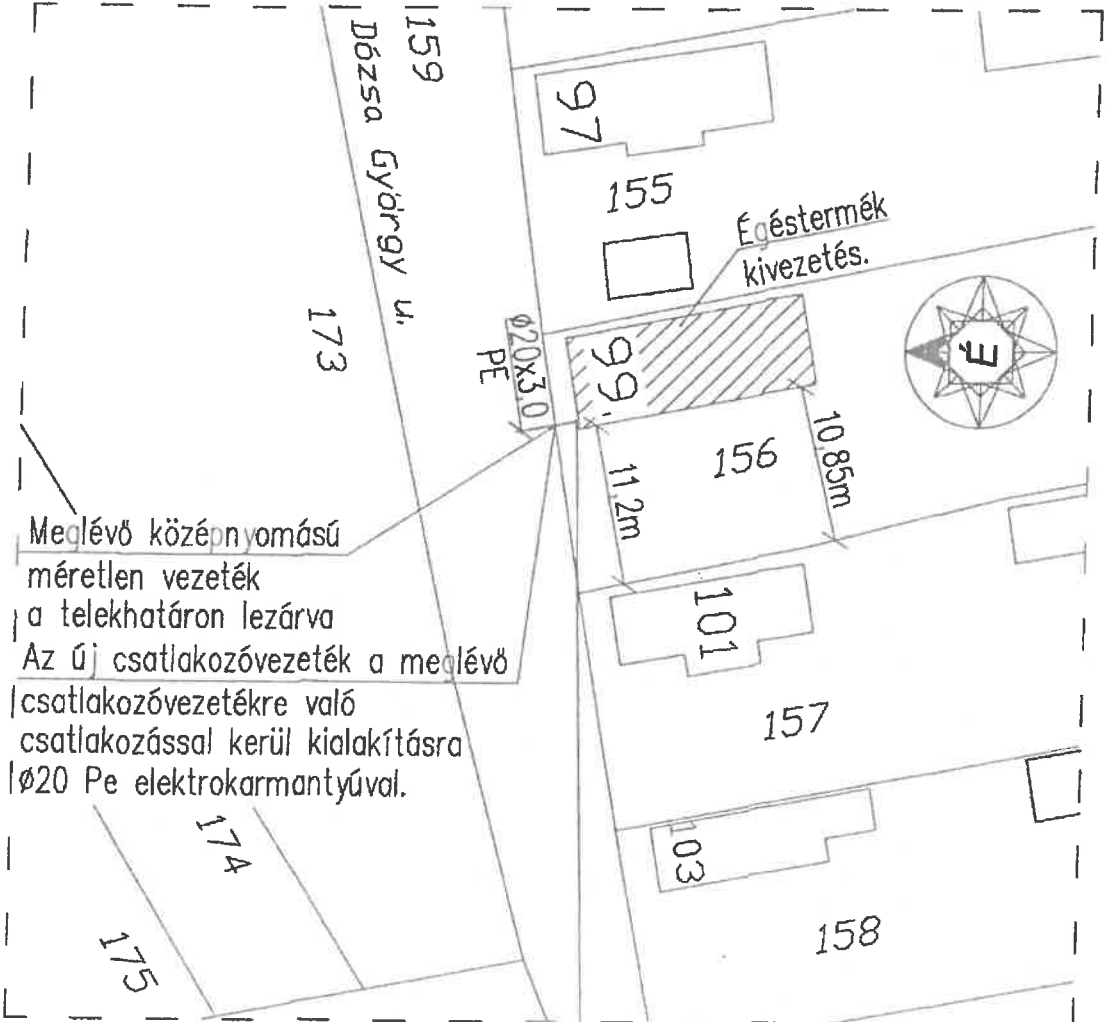 159
Dózsa György u.
97
155
Égéstermék
kivezetés.
173
ø20x3,0
PE
99.
É
156
10,85m
11,2m
Meglévő középnyomású
méretlen vezeték
a telekhatáron lezárva
Az új csatlakozóvezeték a meglévő
csatlakozóvezetékre való
csatlakozással kerül kialakításra
ø20 Pe elektrokarmantyúval.
101
157
174
103
158
175